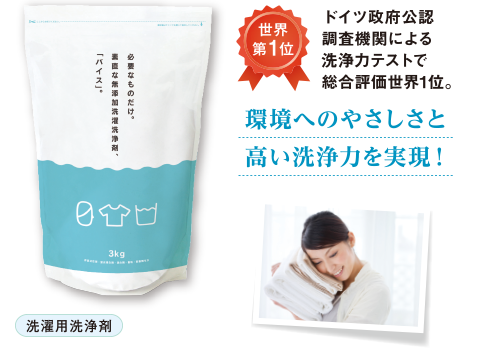 必要なものだけ。
素直な無添加洗濯洗浄剤、
「バイス」。
3kg
洗濯用洗浄剤
世界
第1位
ドイツ政府公認
調査機関による
洗浄力テストで
総合評価世界1位。
環境へのやさしさと
高い洗浄力を実現！